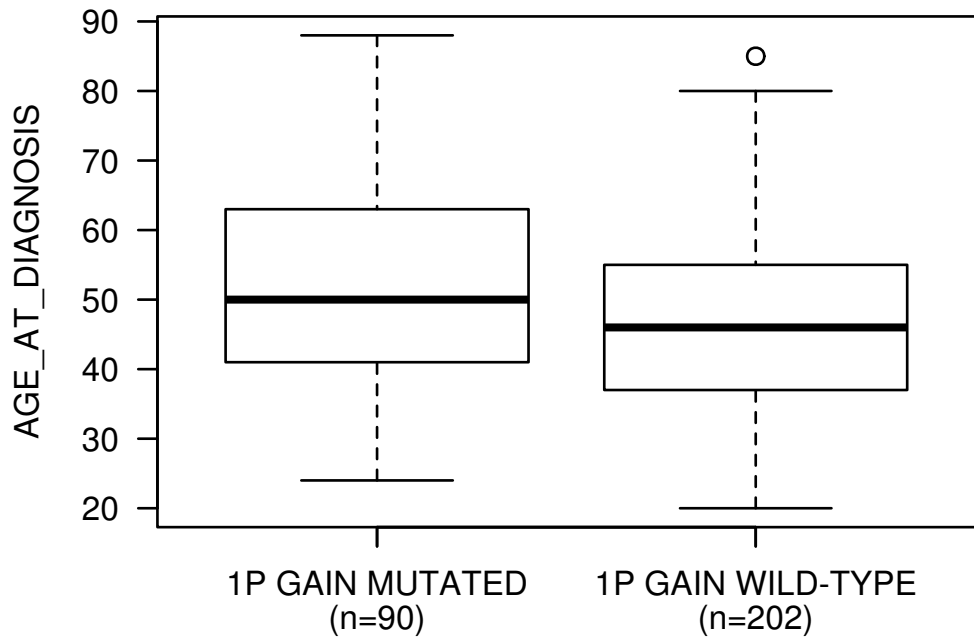 AGE_AT_DIAGNOSIS
90
80
70
60
50
40
30
20
1P GAIN MUTATED
(n=90)
1P GAIN WILD-TYPE
(n=202)